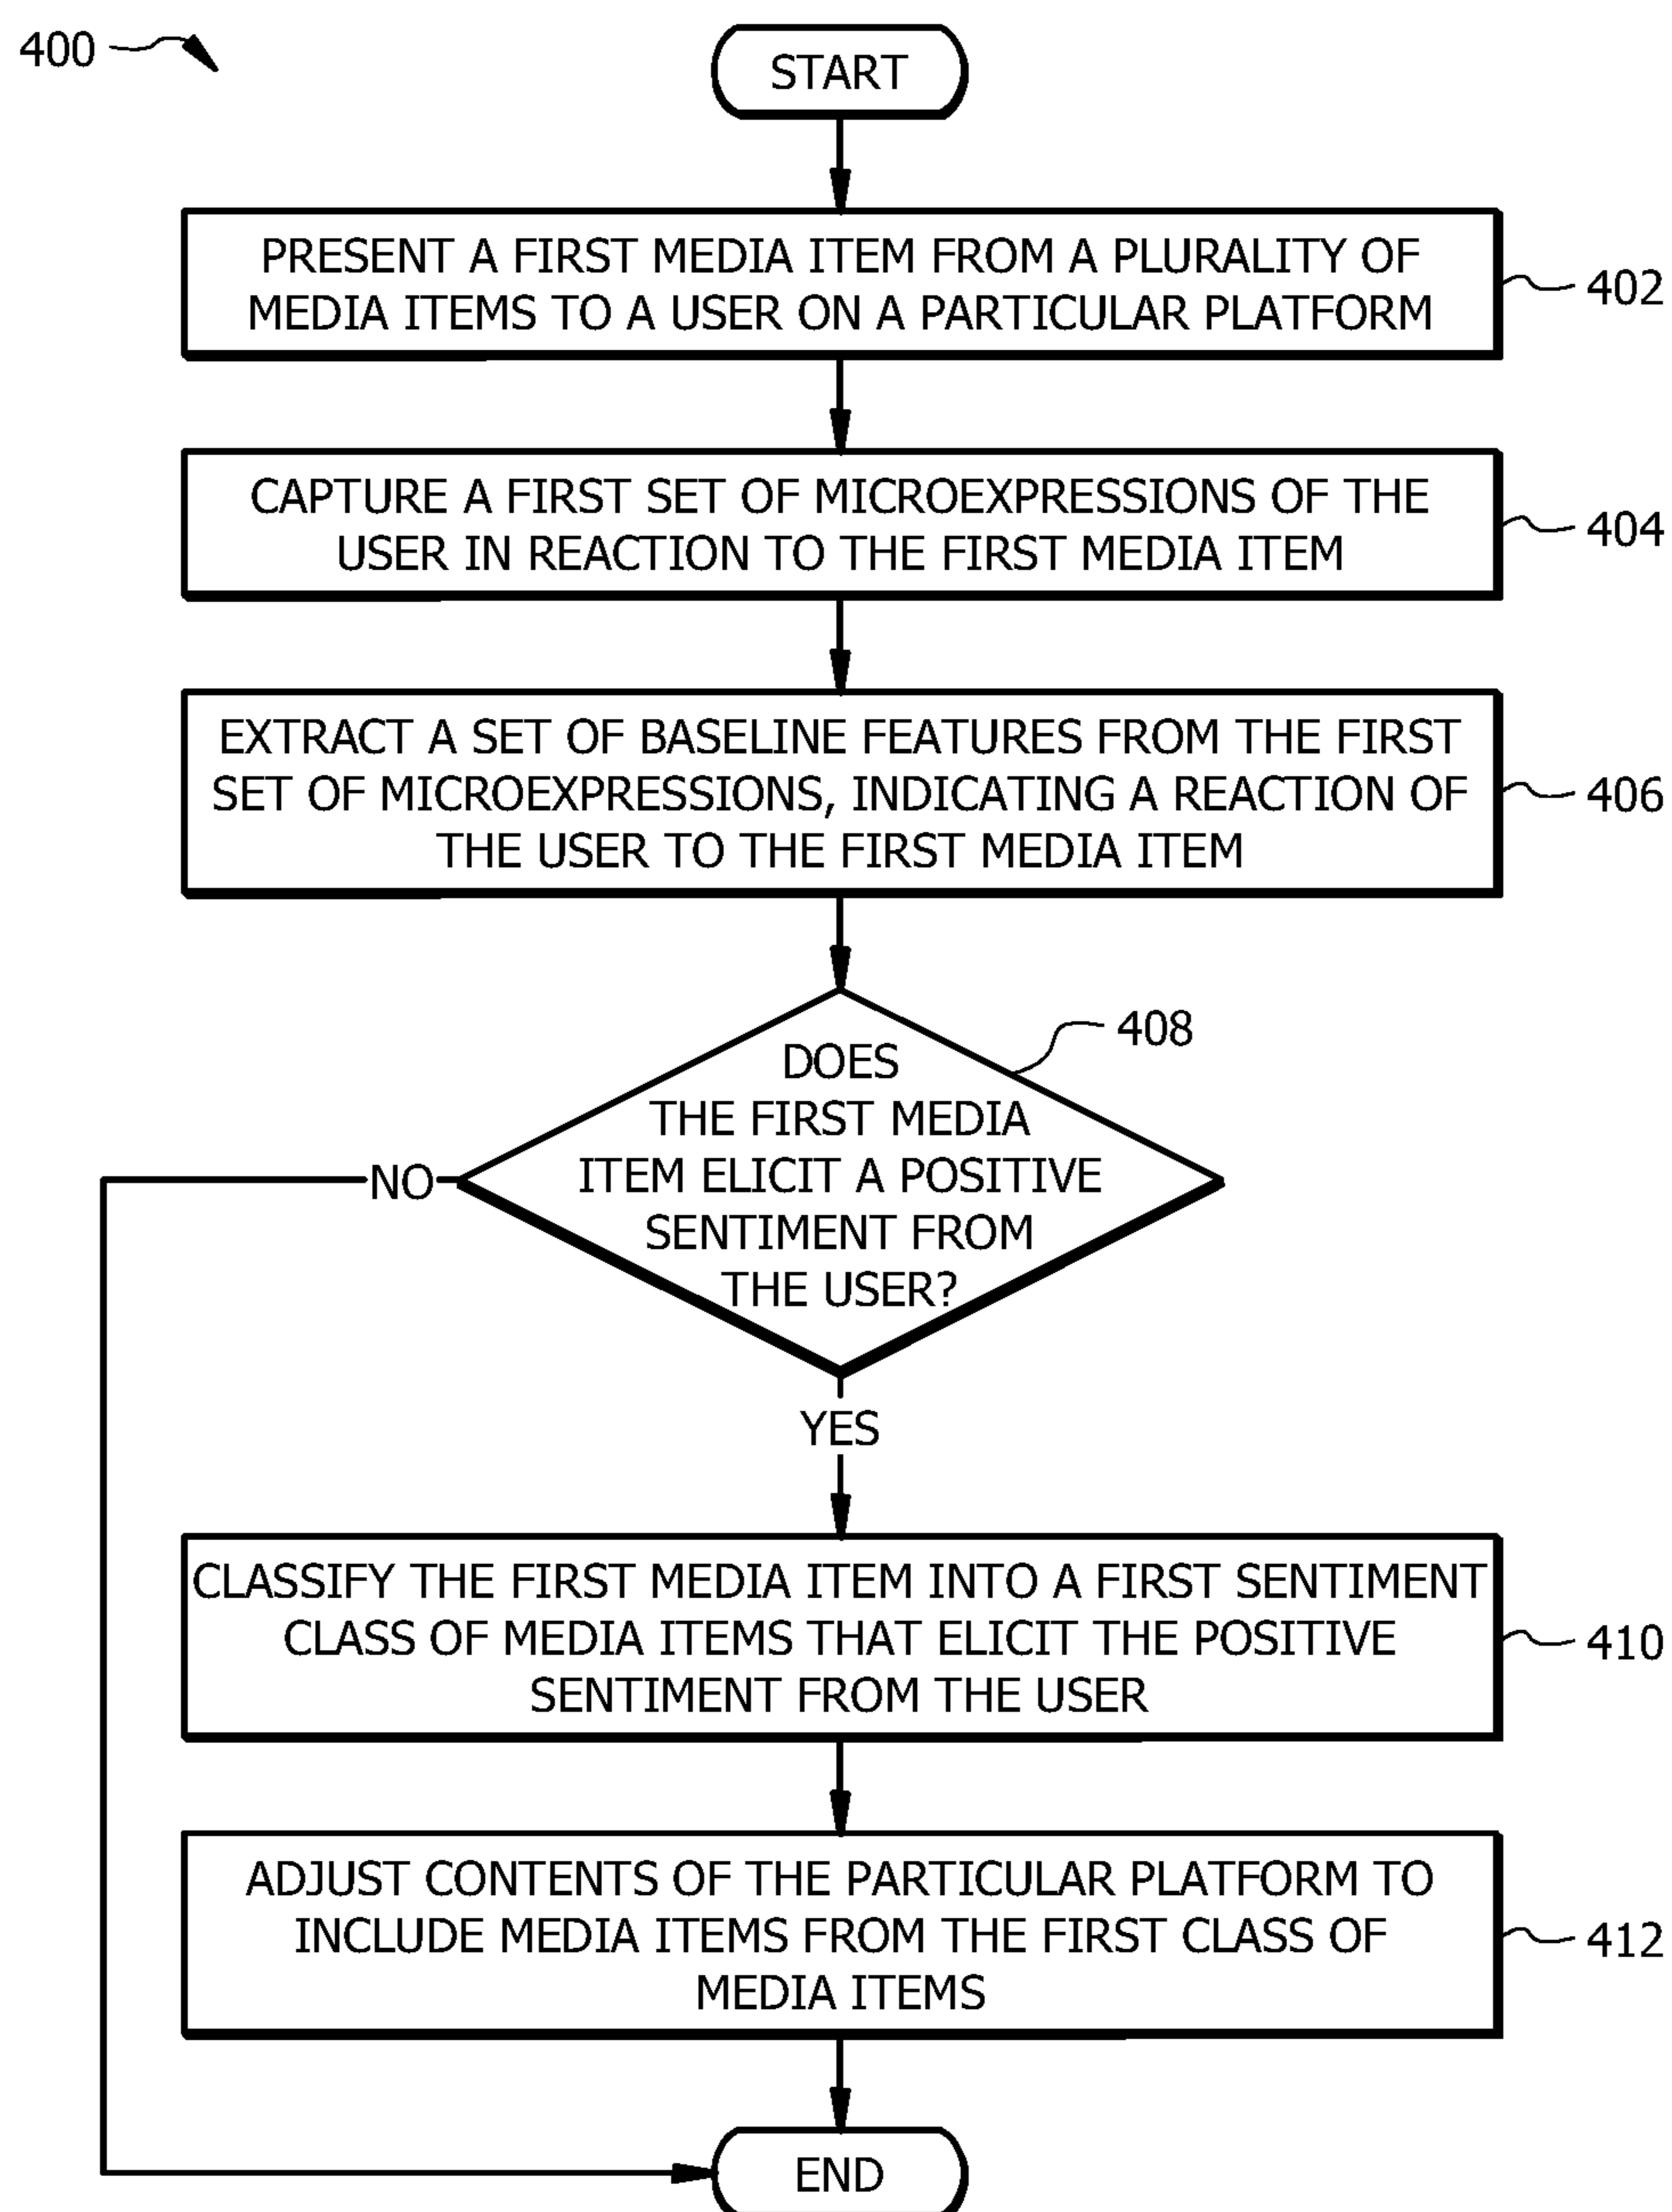 400
START
PRESENT A FIRST MEDIA ITEM FROM A PLURALITY OF
MEDIA ITEMS TO A USER ON A PARTICULAR PLATFORM
402
CAPTURE A FIRST SET OF MICROEXPRESSIONS OF THE
USER IN REACTION TO THE FIRST MEDIA ITEM
404
EXTRACT A SET OF BASELINE FEATURES FROM THE FIRST
SET OF MICROEXPRESSIONS, INDICATING A REACTION OF
THE USER TO THE FIRST MEDIA ITEM
406
DOES
THE FIRST MEDIA
ITEM ELICIT A POSITIVE
SENTIMENT FROM
THE USER?
408
NO
YES
CLASSIFY THE FIRST MEDIA ITEM INTO A FIRST SENTIMENT
CLASS OF MEDIA ITEMS THAT ELICIT THE POSITIVE
SENTIMENT FROM THE USER
410
ADJUST CONTENTS OF THE PARTICULAR PLATFORM TO
INCLUDE MEDIA ITEMS FROM THE FIRST CLASS OF
MEDIA ITEMS
412
END